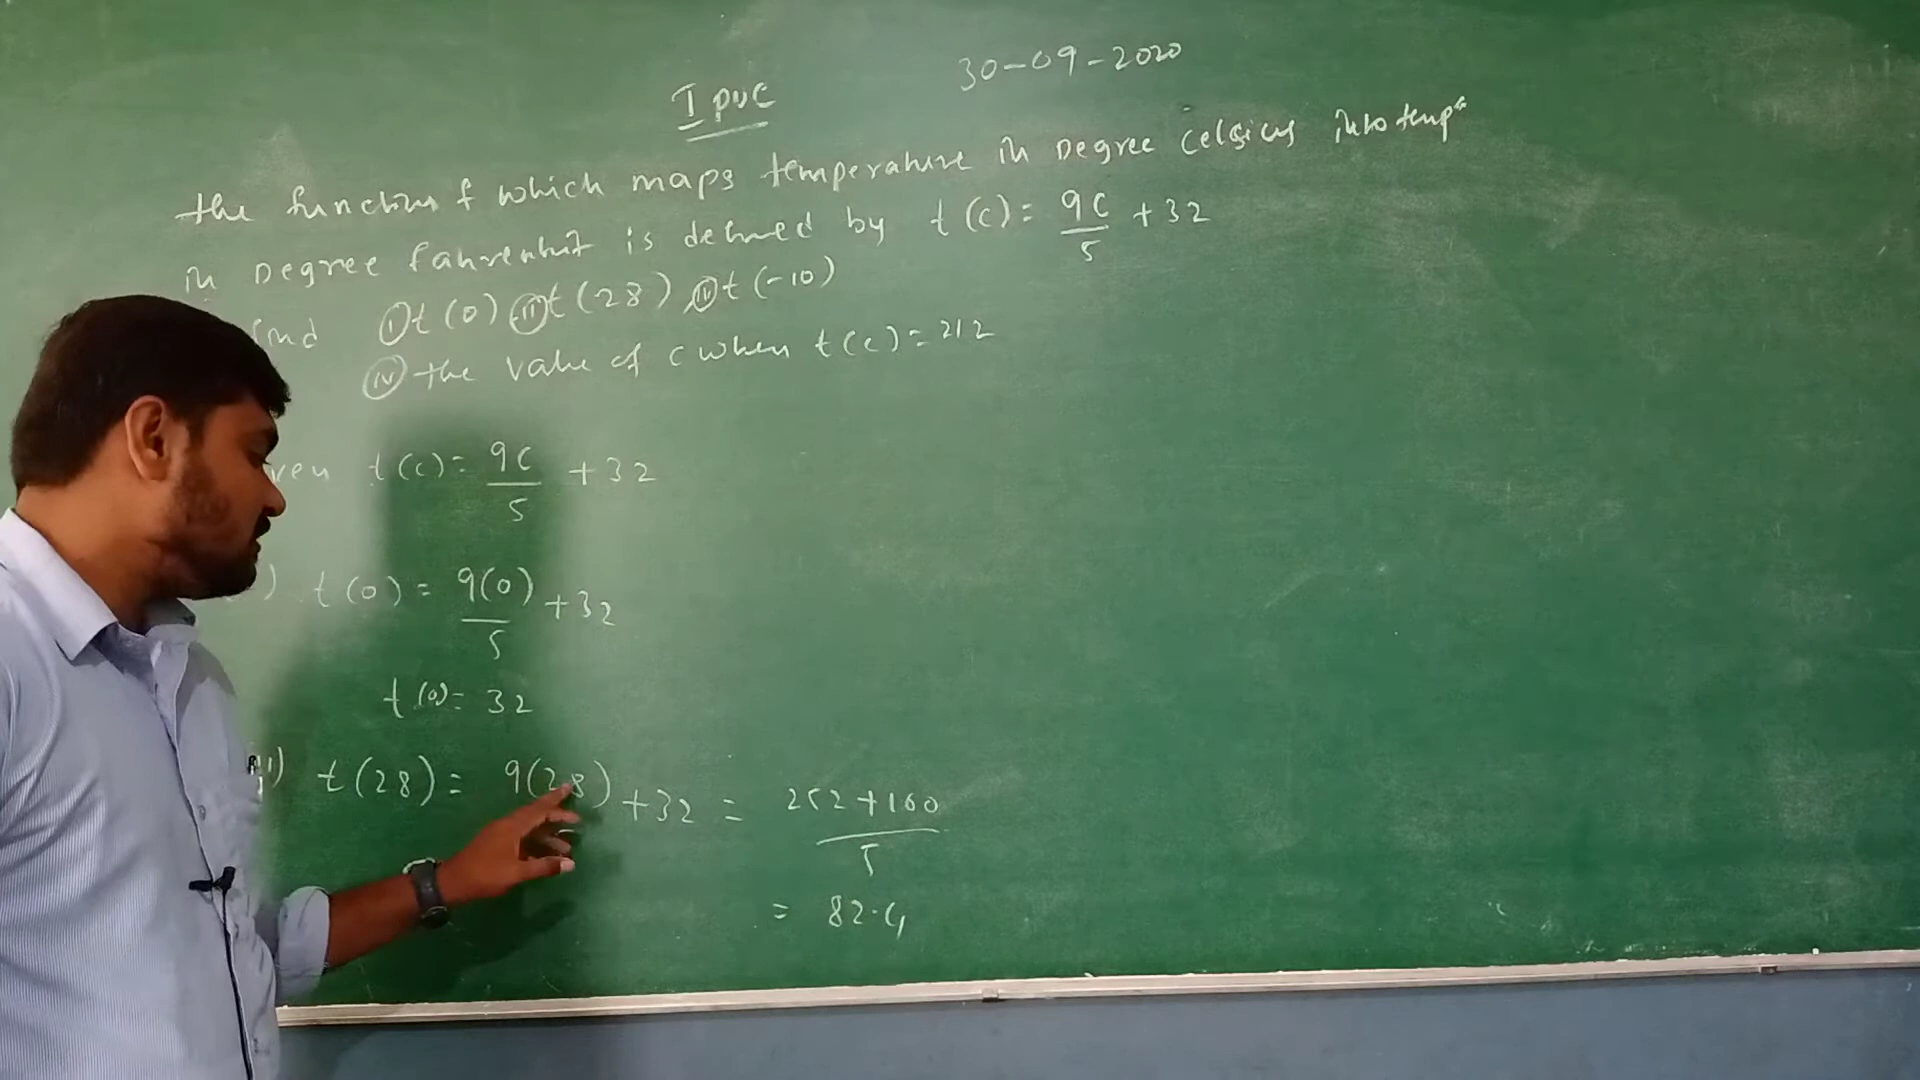 I PUC
30-09-2020
the function f which maps temperature in Degree Celsius into temp
in Degree fahrenheit is defined by t(c) = 9C/5 + 32
find (i) t(0) (ii) t(28) (iv) t(-10)
(iv) the value of c when t(c) = 212
ven t(c) = 9C/5 + 32
) t(0) = 9(0)/5 + 32
t(0) = 32
t(28) = 9(28) + 32 = 252+160/5
= 82.4